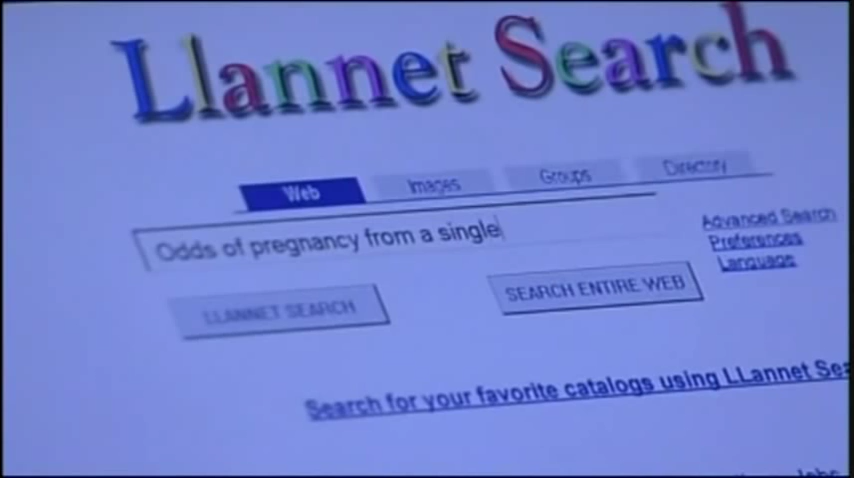 Llannet Search
Web Images Groups Directory
Odds of pregnancy from a single
Advanced Search
Preferences
Language
LLANNET SEARCH SEARCH ENTIRE WEB
Search for your favorite catalogs using LLannet Sea